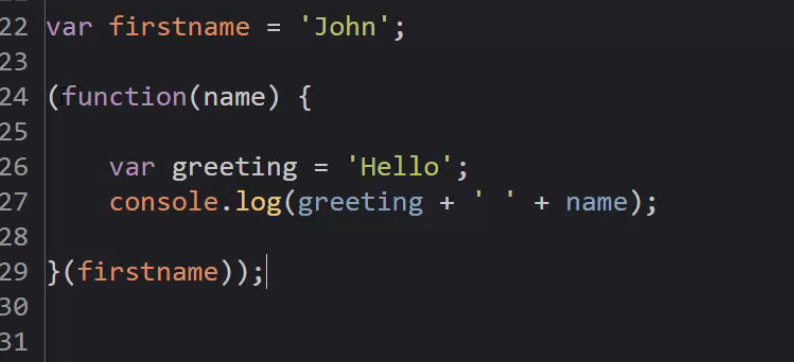 22 var firstname = 'John';
23
24 (function(name) {
25
26     var greeting = 'Hello';
27     console.log(greeting + ' ' + name);
28
29 }(firstname));
30
31